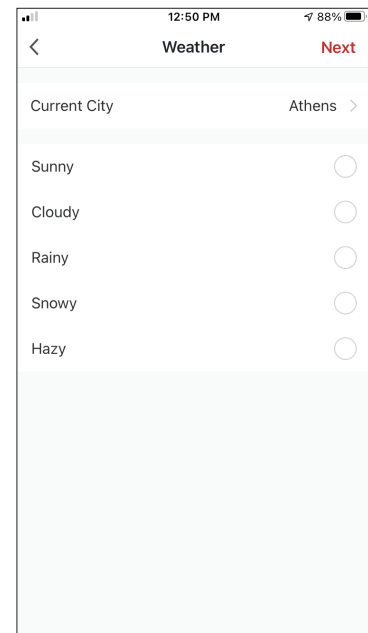 12:50 PM 88%
Weather Next
Current City Athens
Sunny
Cloudy
Rainy
Snowy
Hazy